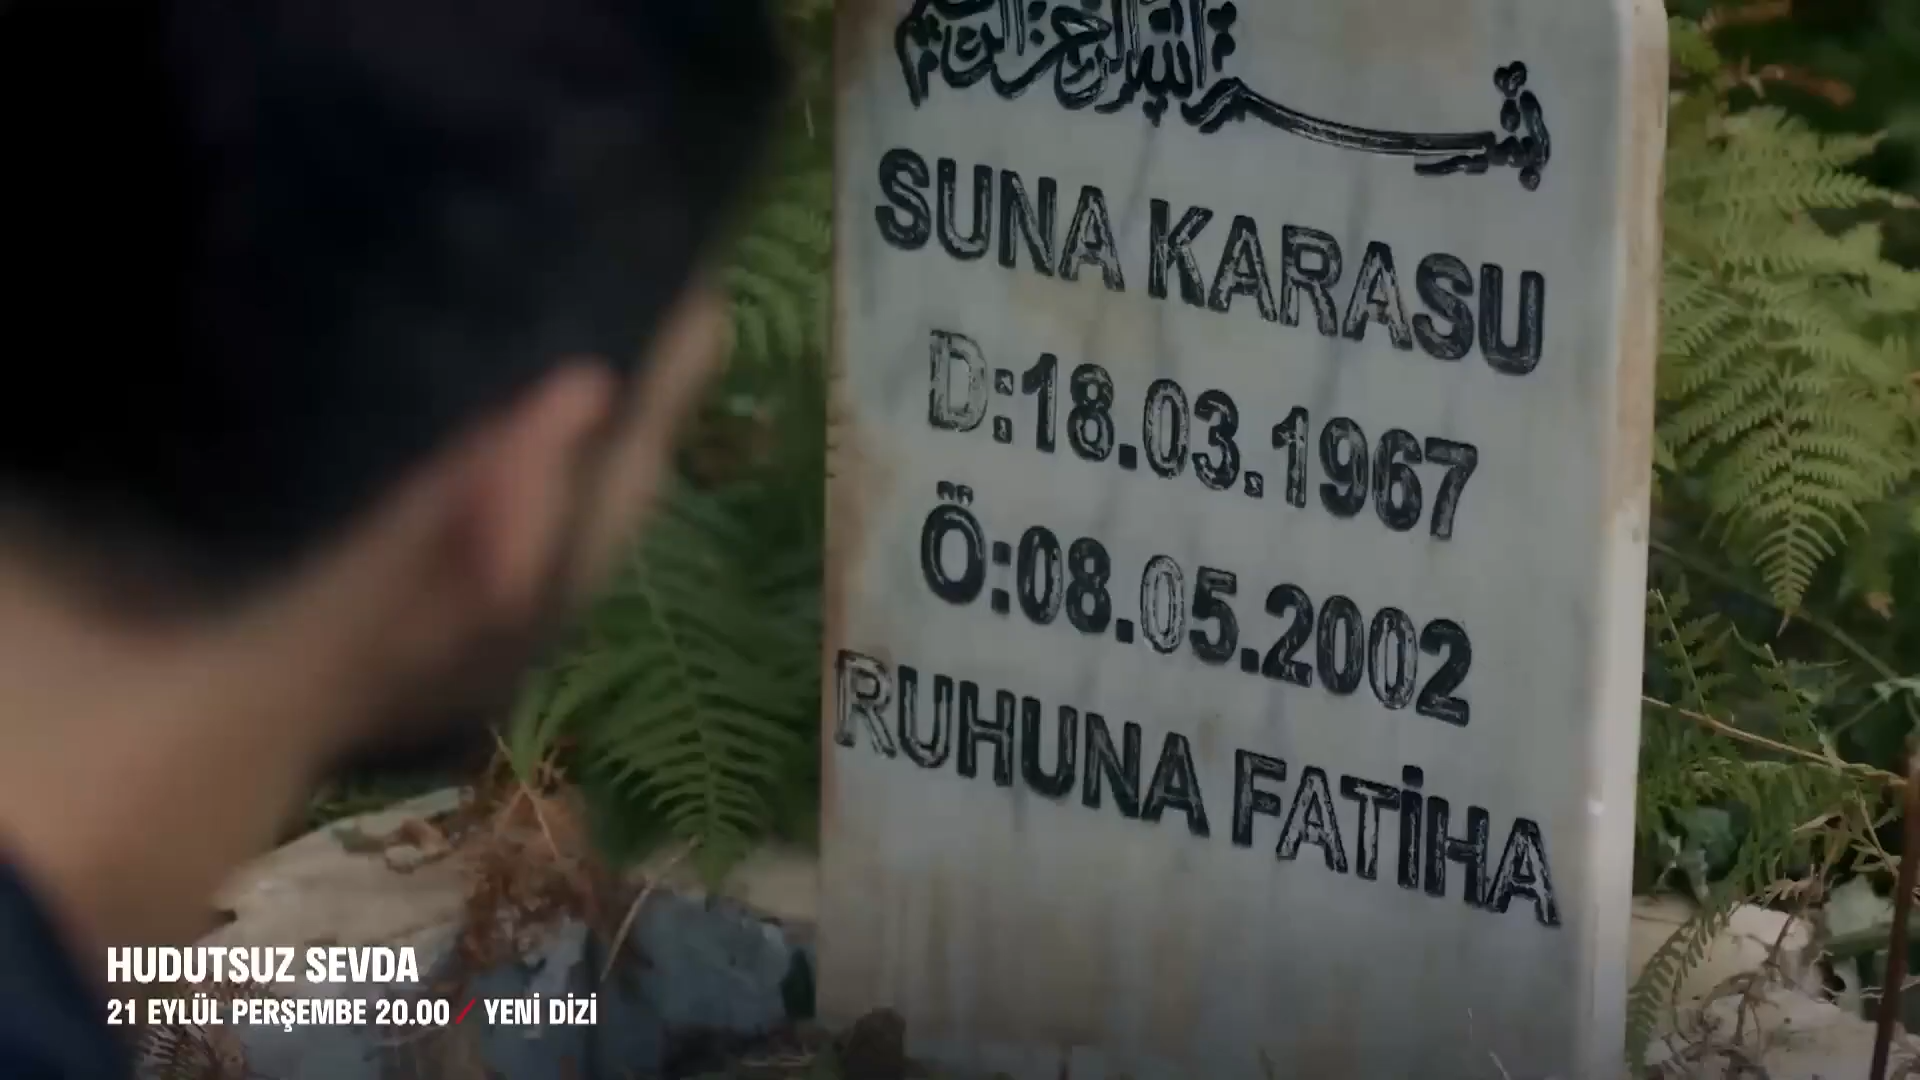 بسم الله الرحمن الرحيم
SUNA KARASU
D:18.03.1967
Ö:08.05.2002
RUHUNA FATİHA
HUDUTSUZ SEVDA
21 EYLÜL PERŞEMBE 20.00 / YENİ DİZİ